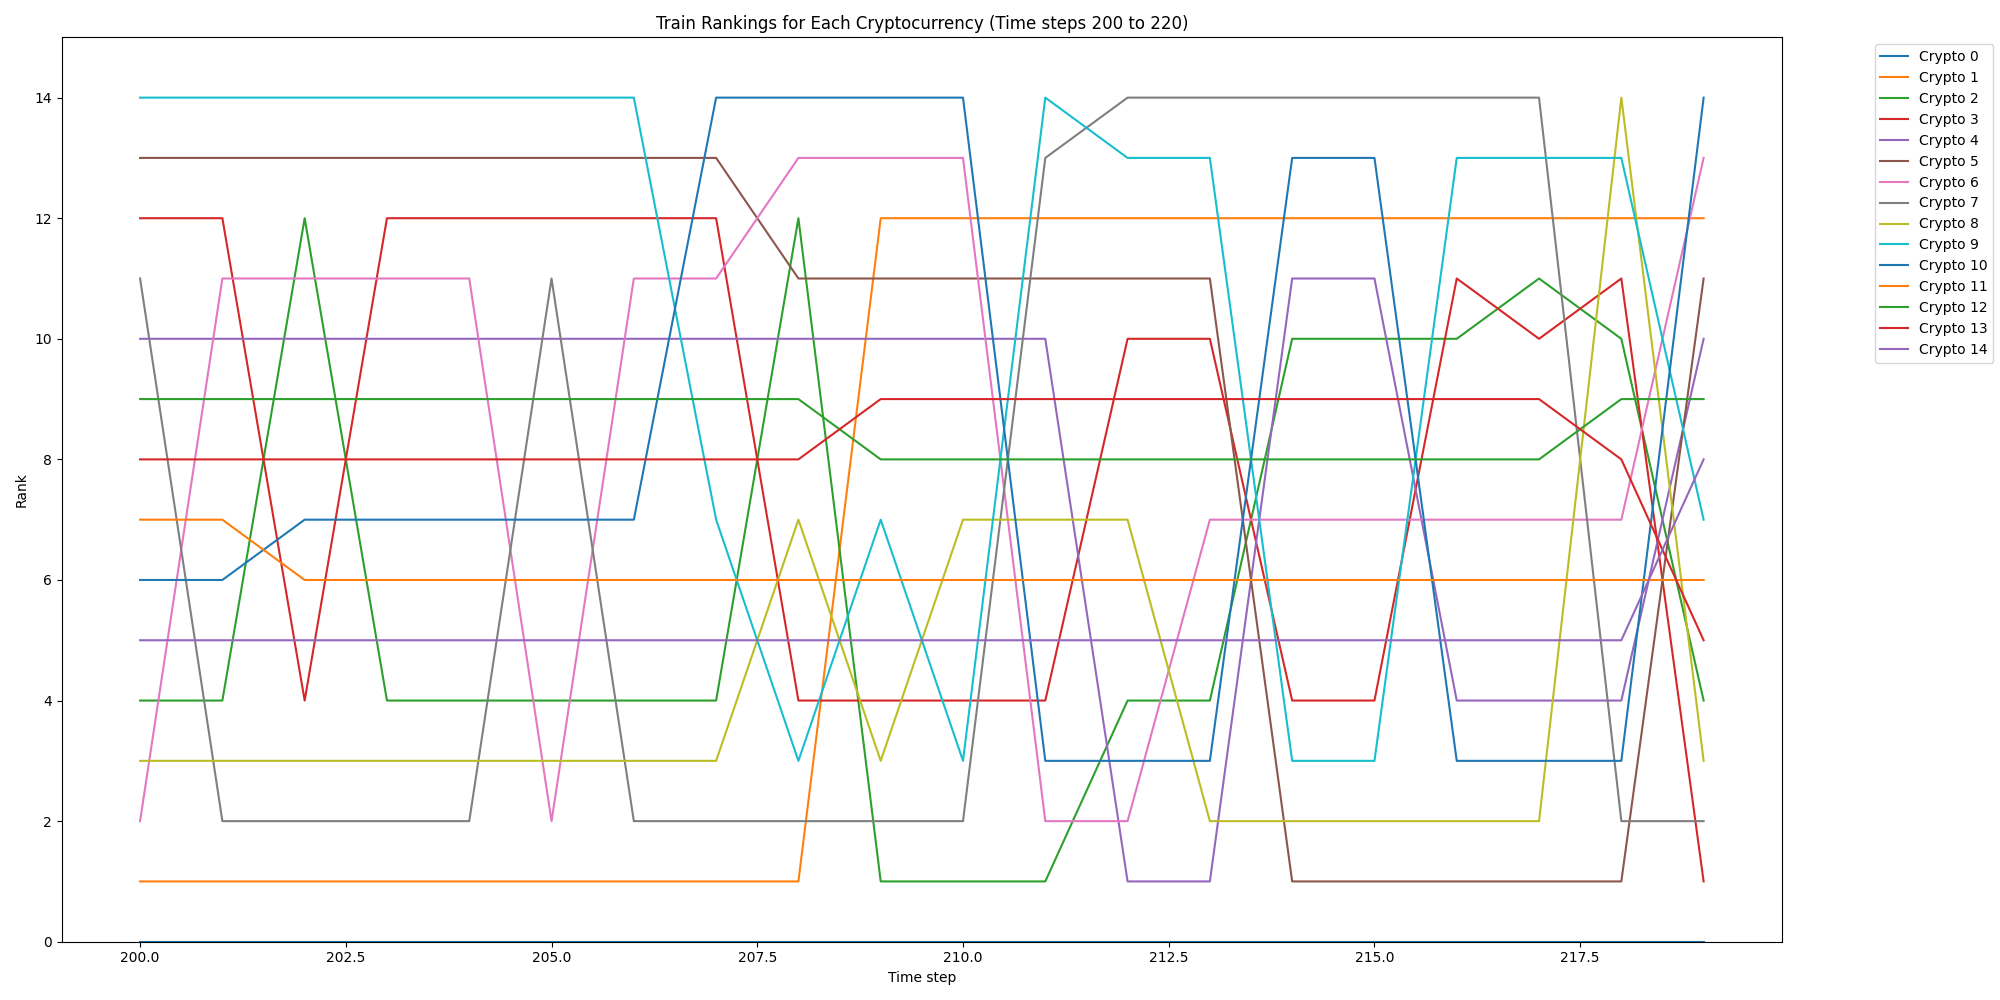 Train Rankings for Each Cryptocurrency (Time steps 200 to 220)
Rank
14
12
10
8
6
4
2
0
200.0 202.5 205.0 207.5 210.0 212.5 215.0 217.5
Time step
Crypto 0
Crypto 1
Crypto 2
Crypto 3
Crypto 4
Crypto 5
Crypto 6
Crypto 7
Crypto 8
Crypto 9
Crypto 10
Crypto 11
Crypto 12
Crypto 13
Crypto 14